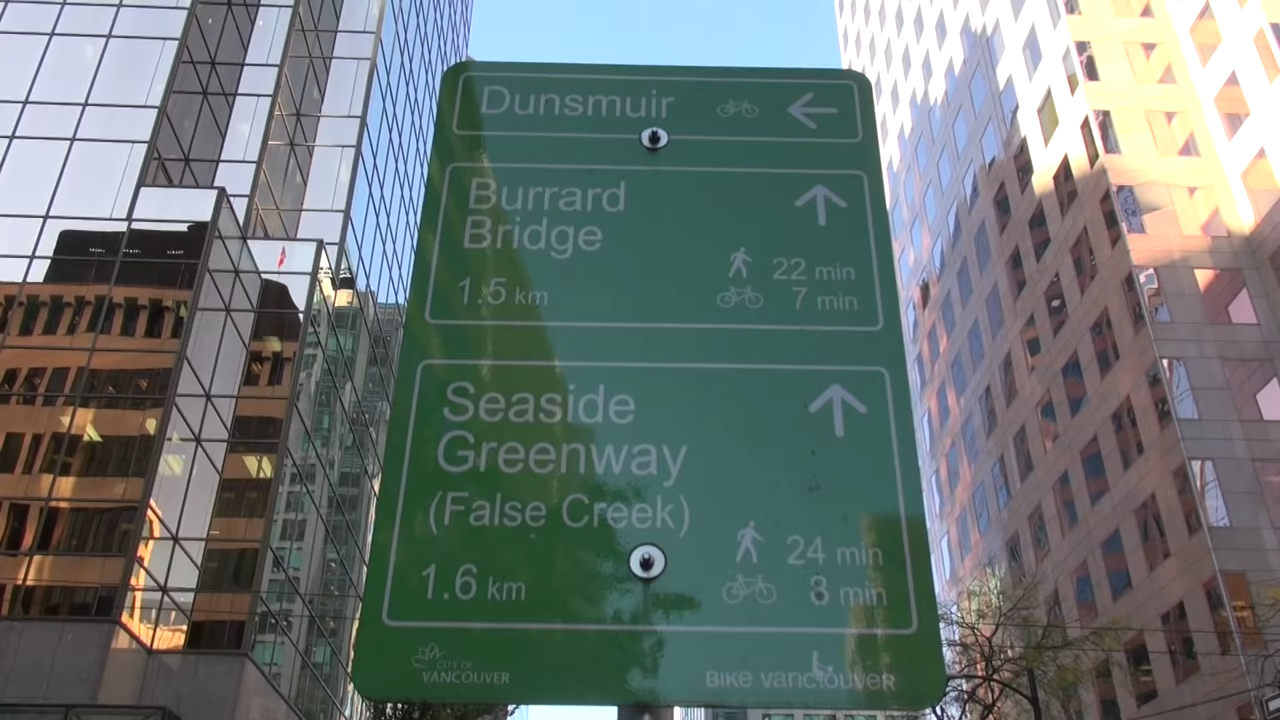 Dunsmuir
Burrard
Bridge
22 min
1.5 km
7 min
Seaside
Greenway
(False Creek)
24 min
1.6 km
8 min
CITY OF
VANCOUVER
BIKE VANCOUVER